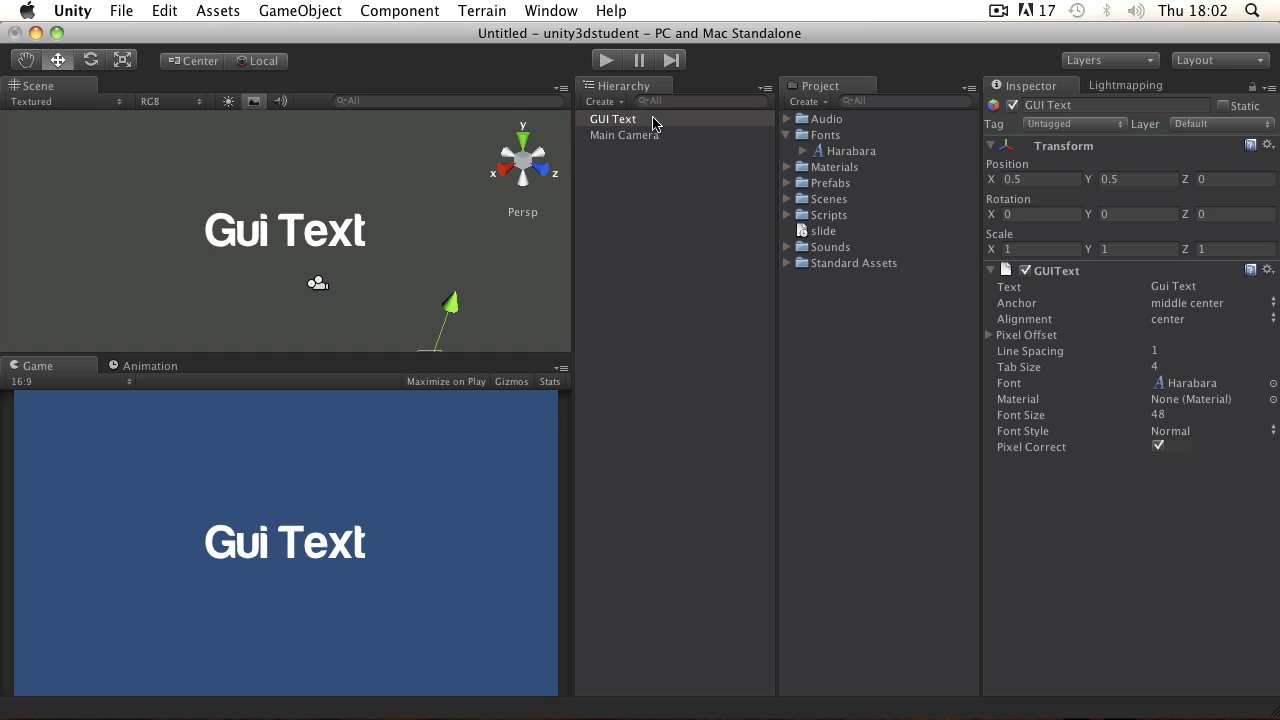 Unity File Edit Assets GameObject Component Terrain Window Help 17 Thu 18:02
Untitled – unity3dstudent – PC and Mac Standalone
Center Local Layers Layout
Scene
Textured RGB All
y
x z
Persp
Gui Text
Game Animation
16:9 Maximize on Play Gizmos Stats
Gui Text
Hierarchy
Create All
GUI Text
Main Camera
Project
Create All
Audio
Fonts
Harabara
Materials
Prefabs
Scenes
Scripts
slide
Sounds
Standard Assets
Inspector Lightmapping
GUI Text Static
Tag Untagged Layer Default
Transform
Position
X 0.5 Y 0.5 Z 0
Rotation
X 0 Y 0 Z 0
Scale
X 1 Y 1 Z 1
GUIText
Text Gui Text
Anchor middle center
Alignment center
Pixel Offset
Line Spacing 1
Tab Size 4
Font Harabara
Material None (Material)
Font Size 48
Font Style Normal
Pixel Correct